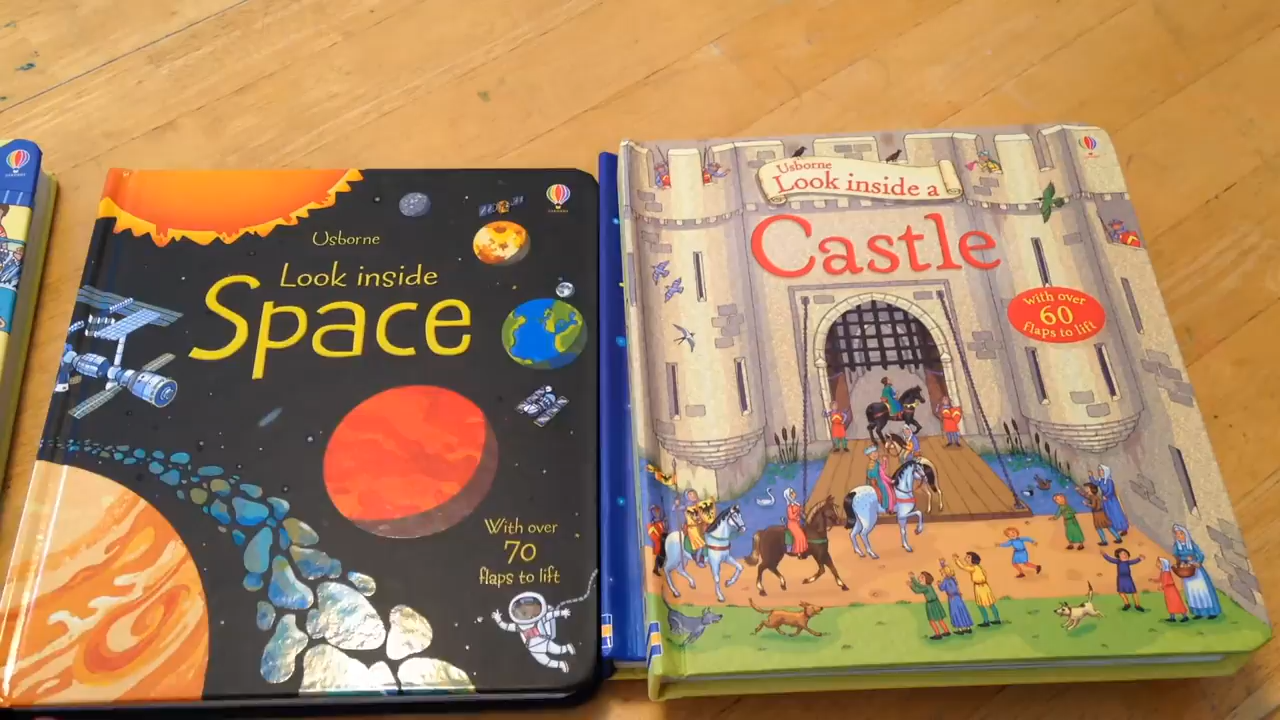 Usborne
Look inside
Space
With over
70
flaps to lift
Usborne
Look inside a
Castle
with over
60
flaps to lift